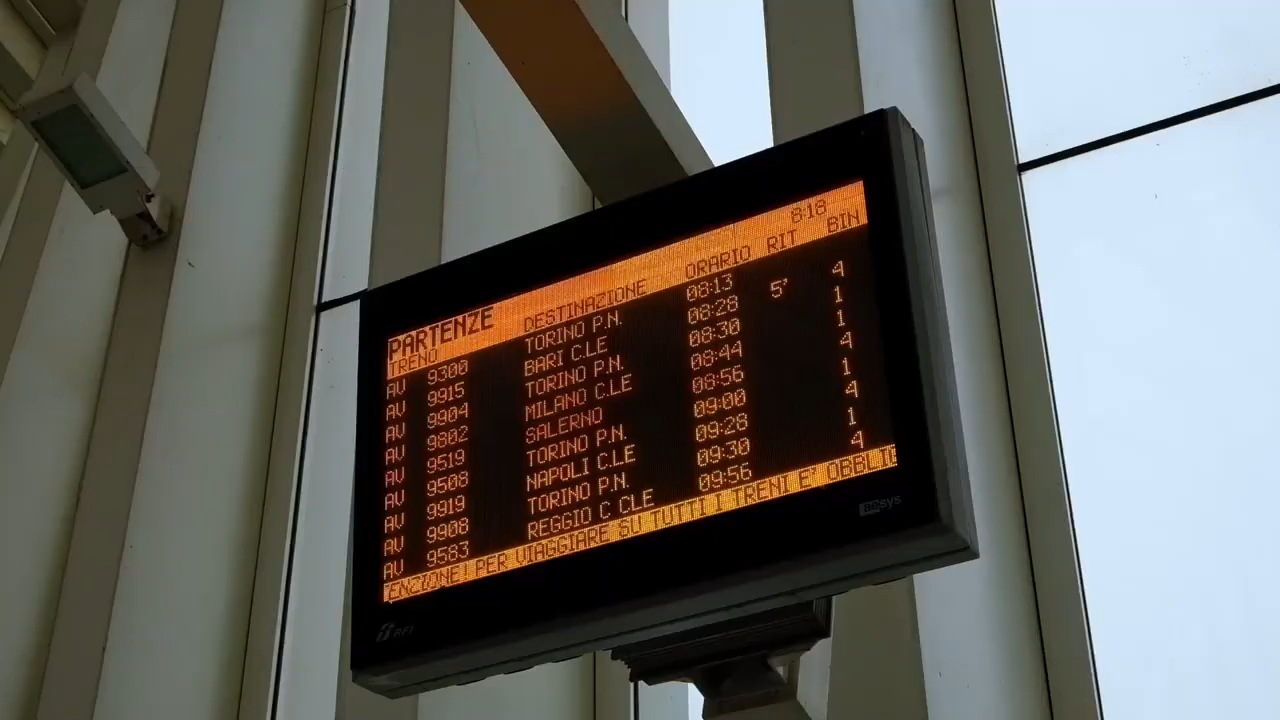 8:18
PARTENZE
TRENO DESTINAZIONE ORARIO RIT BIN
AV 9300 TORINO P.N. 08:13 5' 4
AV 9915 BARI C.LE 08:28 1
AV 9904 TORINO P.N. 08:30 1
AV 9802 MILANO C.LE 08:44 4
AV 9519 SALERNO 08:56 1
AV 9508 TORINO P.N. 09:00 4
AV 9919 NAPOLI C.LE 09:28 1
AV 9908 TORINO P.N. 09:30 4
AV 9583 REGGIO C CLE 09:56
ENZIONE! PER VIAGGIARE SU TUTTI I TRENI E' OBBLIG
aesys
RFI